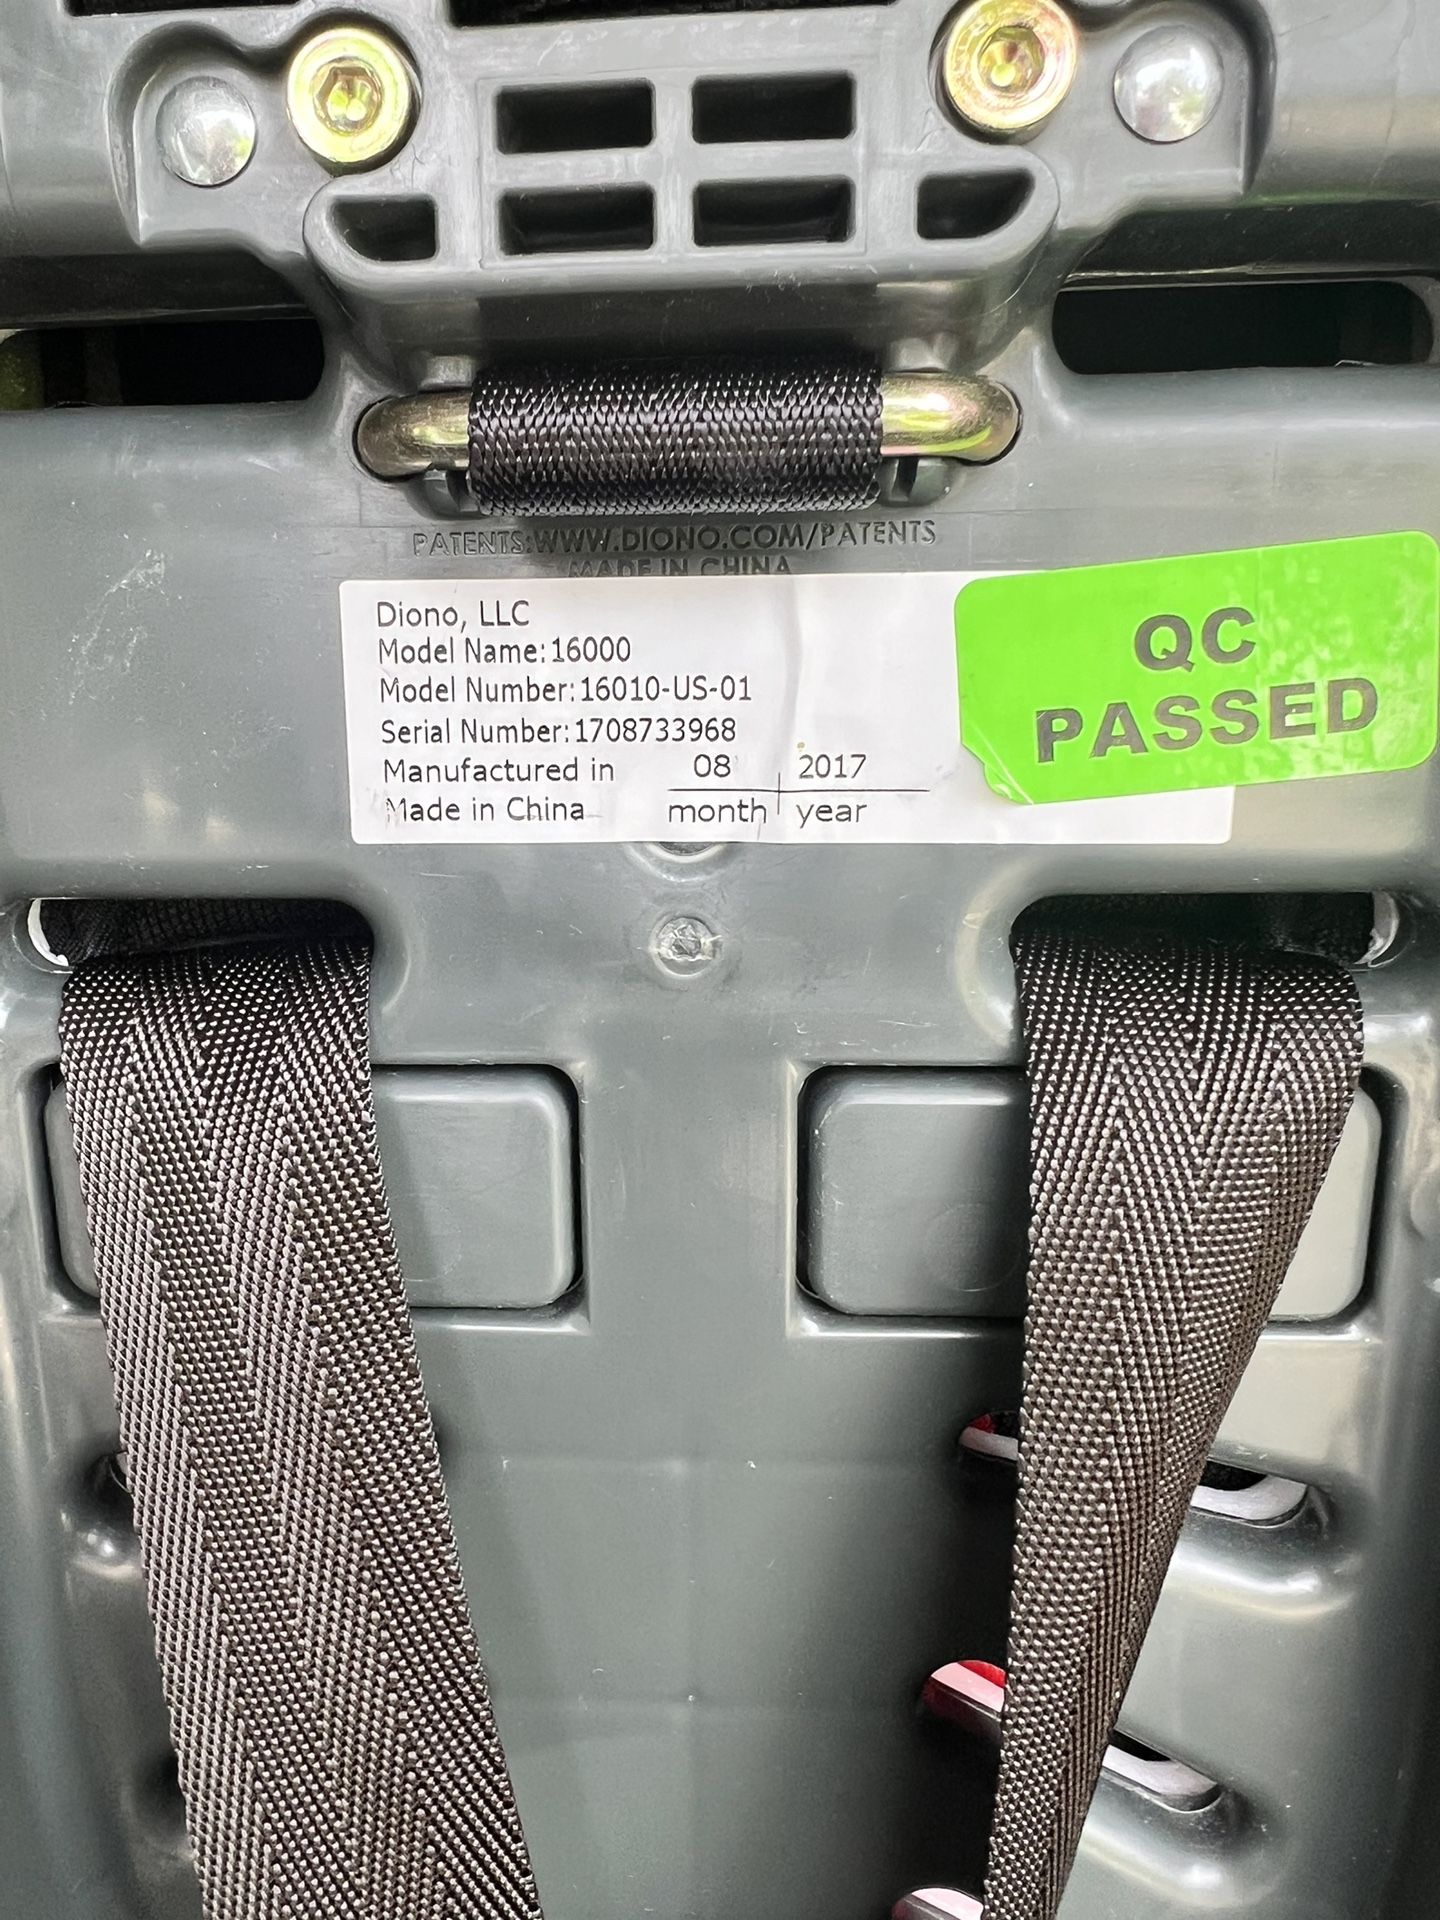 PATENTS:WWW.DIONO.COM/PATENTS
MADE IN CHINA
Diono, LLC
Model Name:16000
Model Number:16010-US-01
Serial Number:1708733968
Manufactured in 08 2017
Made in China month year
QC
PASSED